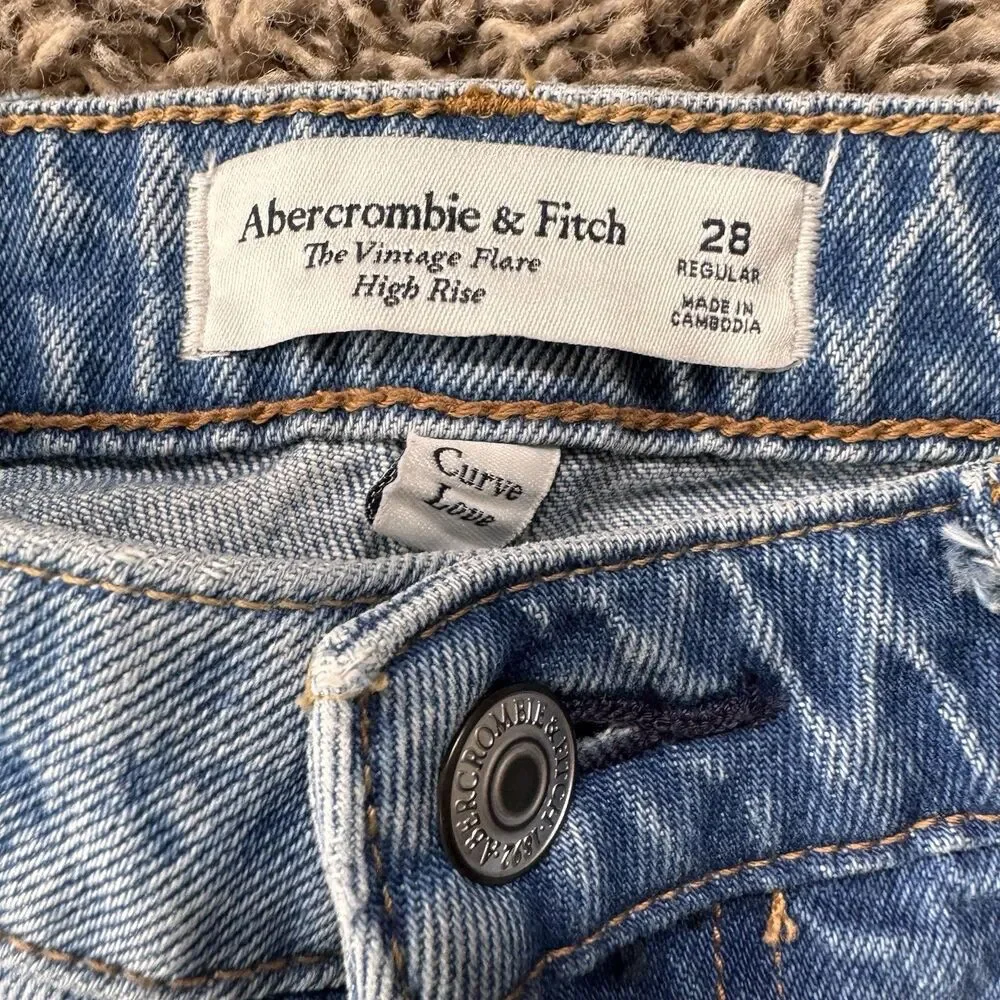 Abercrombie & Fitch
The Vintage Flare
High Rise
28
REGULAR
MADE IN
CAMBODIA
Curve
Love
ABERCROMBIE & FITCH · 1892 ·